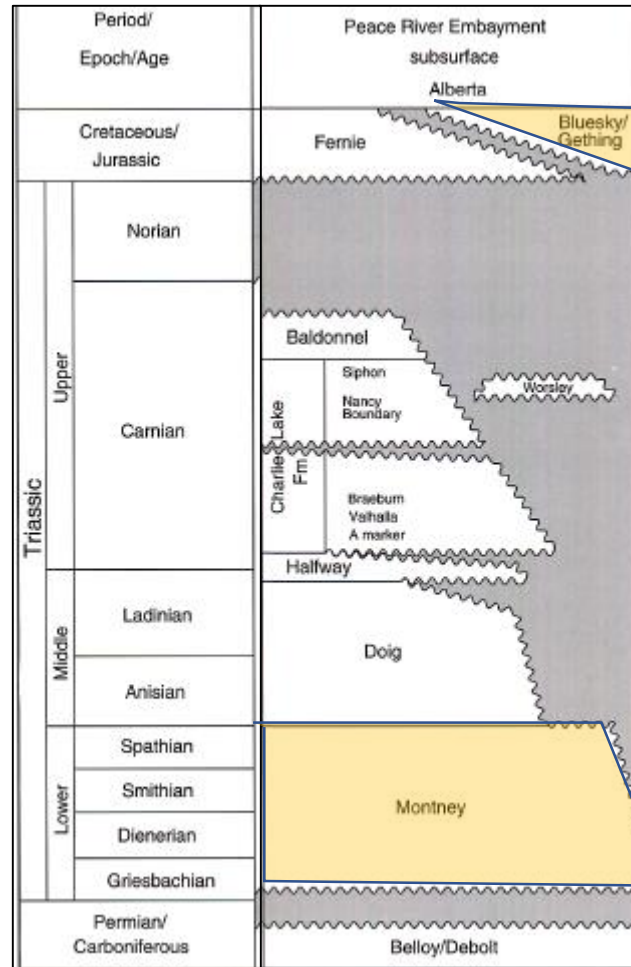 Period/
Epoch/Age
Peace River Embayment
subsurface
Alberta
Cretaceous/
Jurassic
Fernie
Bluesky/
Gething
Triassic
Upper
Norian
Carnian
Baldonnel
Charlie Lake
Fm
Siphon
Nancy
Boundary
Worsley
Braeburn
Valhalla
A marker
Halfway
Middle
Ladinian
Anisian
Doig
Lower
Spathian
Smithian
Dienerian
Griesbachian
Montney
Permian/
Carboniferous
Belloy/Debolt